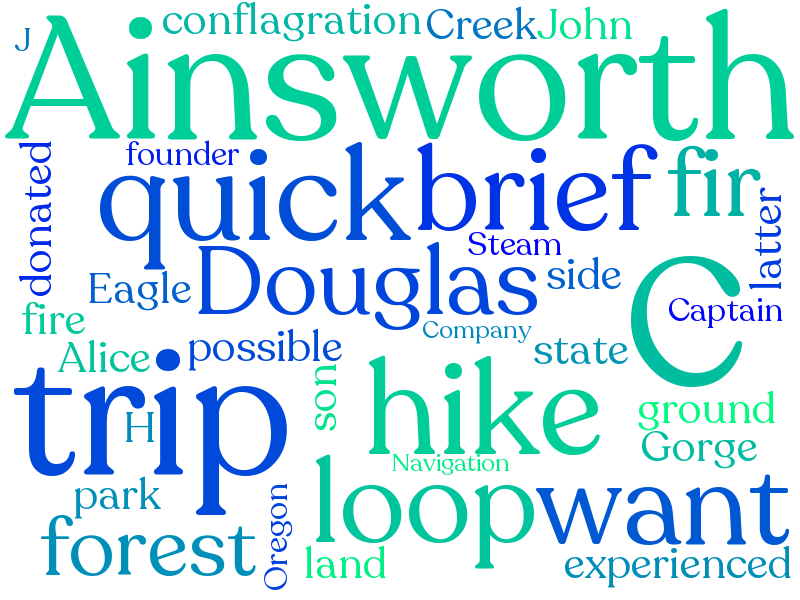 J
conflagration
Creek
John
Ainsworth
founder
donated
quick
brief
fir
latter
Steam
Eagle
Douglas
side
C
Captain
fire
Alice
possible
Company
state
trip
H
son
hike
ground
Gorge
Navigation
park
Oregon
loop
want
forest
land
experienced